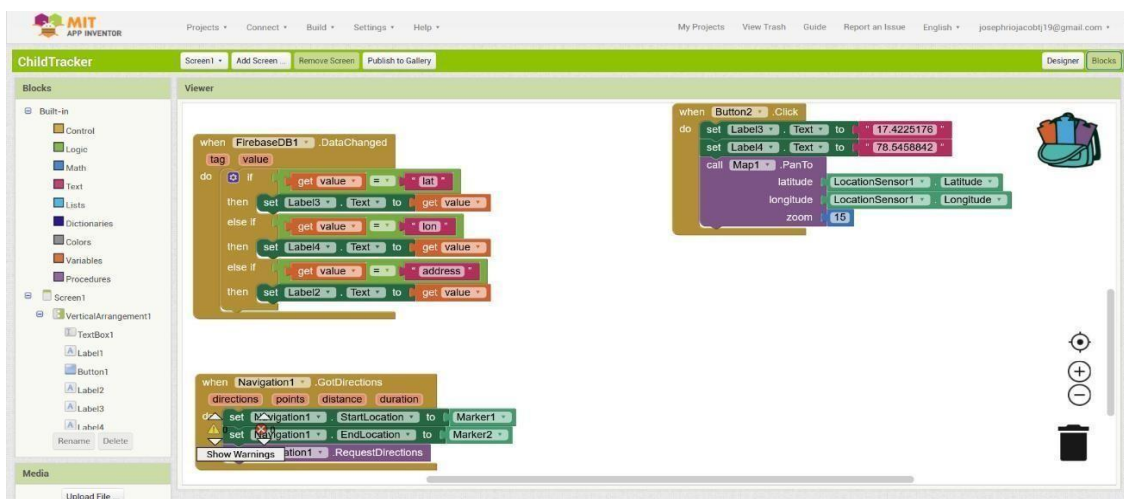 MIT
APP INVENTOR
Projects
Connect
Build
Settings
Help
My Projects
View Trash
Guide
Report an Issue
English
josephriojacobtj19@gmail.com
ChildTracker
Screen1
Add Screen ...
Remove Screen
Publish to Gallery
Designer
Blocks
Blocks
Built-in
Control
Logic
Math
Text
Lists
Dictionaries
Colors
Variables
Procedures
Screen1
VerticalArrangement1
TextBox1
Label1
Button1
Label2
Label3
Label4
Rename
Delete
Media
Upload File...
Viewer
when FirebaseDB1 .DataChanged
tag value
do if get value = " lat "
then set Label3 . Text to get value
else if get value = " lon "
then set Label4 . Text to get value
else if get value = " address "
then set Label2 . Text to get value
when Button2 .Click
do set Label3 . Text to " 17.4225176 "
set Label4 . Text to " 78.5458842 "
call Map1 .PanTo
latitude LocationSensor1 . Latitude
longitude LocationSensor1 . Longitude
zoom 15
when Navigation1 .GotDirections
directions points distance duration
do set Navigation1 . StartLocation to Marker1
set Navigation1 . EndLocation to Marker2
ation1 .RequestDirections
0 0
Show Warnings